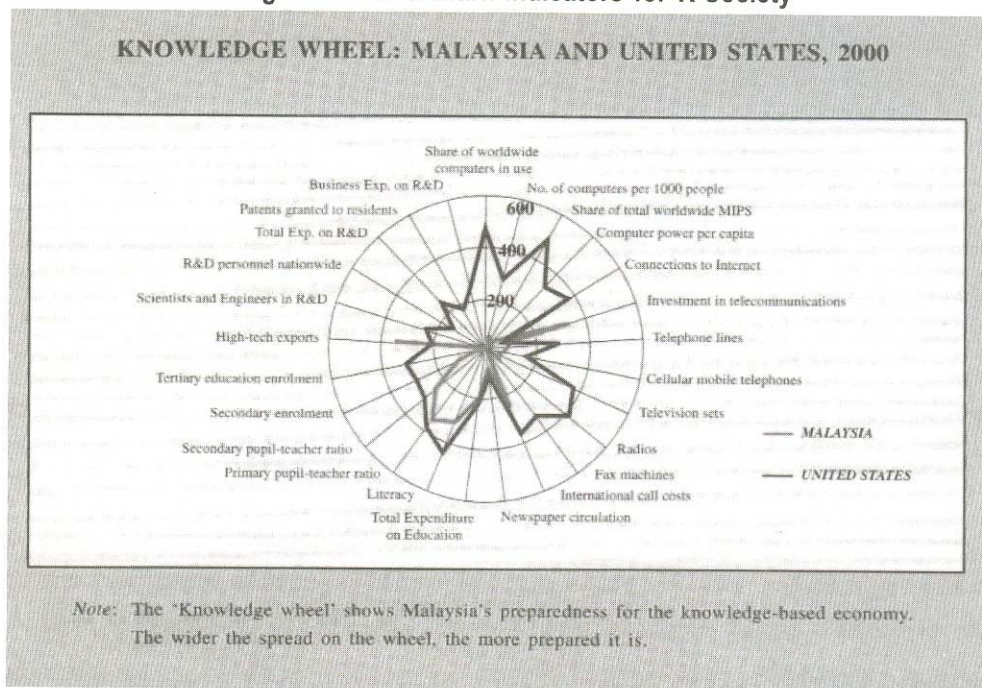 KNOWLEDGE WHEEL: MALAYSIA AND UNITED STATES, 2000
Share of worldwide
computers in use
Business Exp. on R&D
No. of computers per 1000 people
Patents granted to residents
600
Share of total worldwide MIPS
Total Exp. on R&D
Computer power per capita
400
R&D personnel nationwide
Connections to Internet
Scientists and Engineers in R&D
200
Investment in telecommunications
High-tech exports
Telephone lines
Tertiary education enrolment
Cellular mobile telephones
Secondary enrolment
Television sets
MALAYSIA
Secondary pupil-teacher ratio
Radios
Primary pupil-teacher ratio
Fax machines
UNITED STATES
Literacy
International call costs
Total Expenditure
on Education
Newspaper circulation
Note: The 'Knowledge wheel' shows Malaysia's preparedness for the knowledge-based economy.
The wider the spread on the wheel, the more prepared it is.